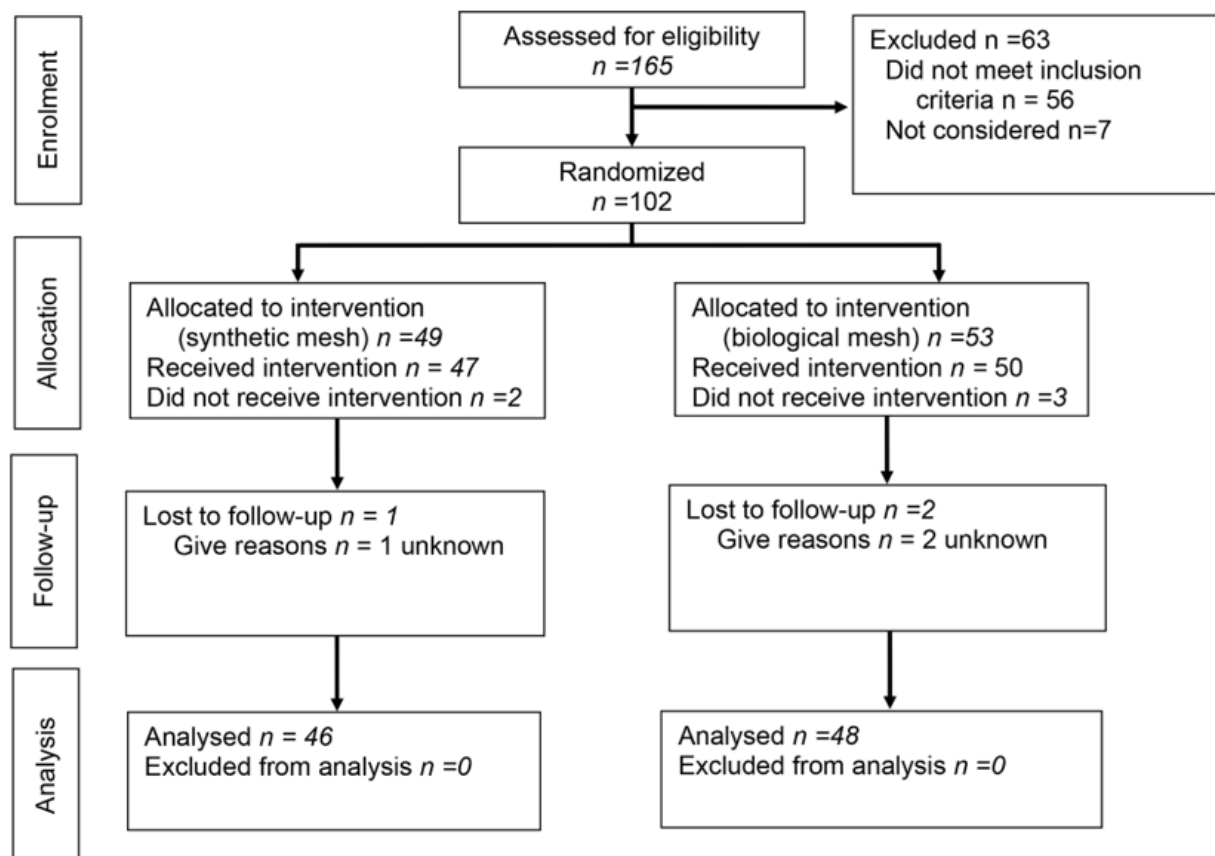 Enrolment
Assessed for eligibility
n =165
Excluded n =63
Did not meet inclusion
criteria n = 56
Not considered n=7
Randomized
n =102
Allocation
Allocated to intervention
(synthetic mesh) n =49
Received intervention n = 47
Did not receive intervention n =2
Allocated to intervention
(biological mesh) n =53
Received intervention n = 50
Did not receive intervention n =3
Follow-up
Lost to follow-up n = 1
Give reasons n = 1 unknown
Lost to follow-up n =2
Give reasons n = 2 unknown
Analysis
Analysed n = 46
Excluded from analysis n =0
Analysed n =48
Excluded from analysis n =0